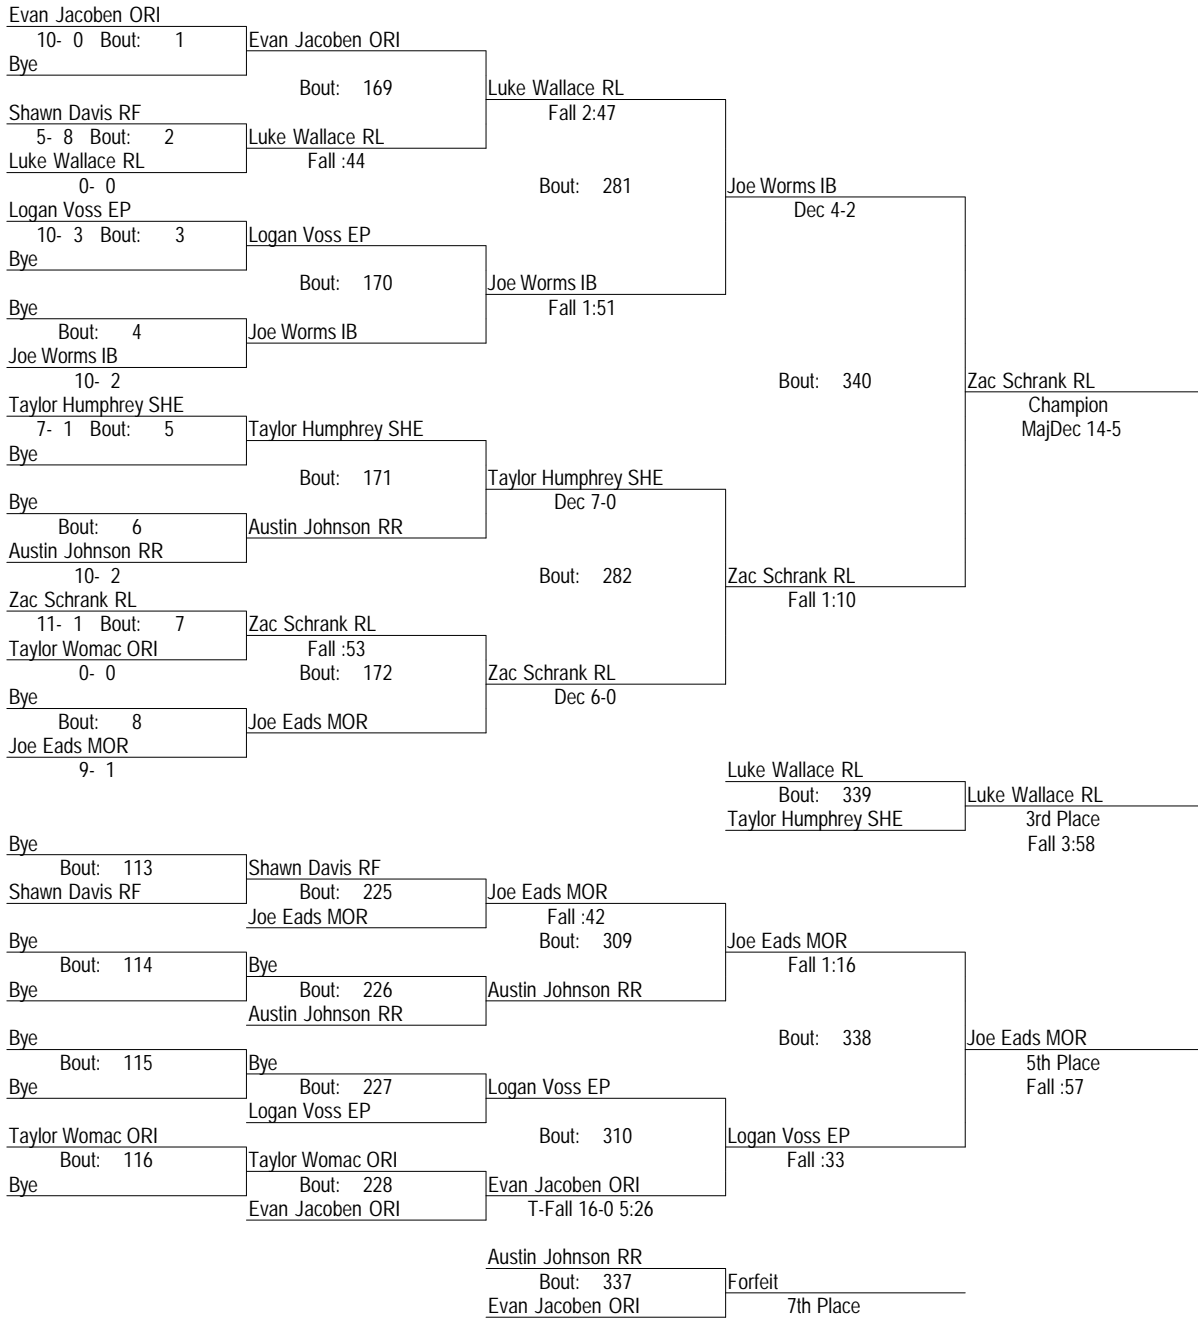 Evan Jacoben ORI
10- 0 Bout: 1
Evan Jacoben ORI
Bye
Bout: 169
Luke Wallace RL
Fall 2:47
Shawn Davis RF
5- 8 Bout: 2
Luke Wallace RL
Luke Wallace RL
Fall :44
0- 0
Bout: 281
Joe Worms IB
Dec 4-2
Logan Voss EP
10- 3 Bout: 3
Logan Voss EP
Bye
Bout: 170
Joe Worms IB
Fall 1:51
Bye
Bout: 4
Joe Worms IB
Joe Worms IB
10- 2
Bout: 340
Zac Schrank RL
Champion
MajDec 14-5
Taylor Humphrey SHE
7- 1 Bout: 5
Taylor Humphrey SHE
Bye
Bout: 171
Taylor Humphrey SHE
Dec 7-0
Bye
Bout: 6
Austin Johnson RR
Austin Johnson RR
10- 2
Bout: 282
Zac Schrank RL
Fall 1:10
Zac Schrank RL
11- 1 Bout: 7
Zac Schrank RL
Taylor Womac ORI
Fall :53
0- 0
Bout: 172
Zac Schrank RL
Dec 6-0
Bye
Bout: 8
Joe Eads MOR
Joe Eads MOR
9- 1
Luke Wallace RL
Bout: 339
Luke Wallace RL
Taylor Humphrey SHE
3rd Place
Fall 3:58
Bye
Bout: 113
Shawn Davis RF
Shawn Davis RF
Bout: 225
Joe Eads MOR
Joe Eads MOR
Fall :42
Bye
Bout: 309
Joe Eads MOR
Fall 1:16
Bout: 114
Bye
Bye
Bout: 226
Austin Johnson RR
Austin Johnson RR
Bye
Bout: 338
Joe Eads MOR
5th Place
Fall :57
Bout: 115
Bye
Bye
Bout: 227
Logan Voss EP
Logan Voss EP
Taylor Womac ORI
Bout: 310
Logan Voss EP
Fall :33
Bout: 116
Taylor Womac ORI
Bye
Bout: 228
Evan Jacoben ORI
Evan Jacoben ORI
T-Fall 16-0 5:26
Austin Johnson RR
Bout: 337
Forfeit
Evan Jacoben ORI
7th Place